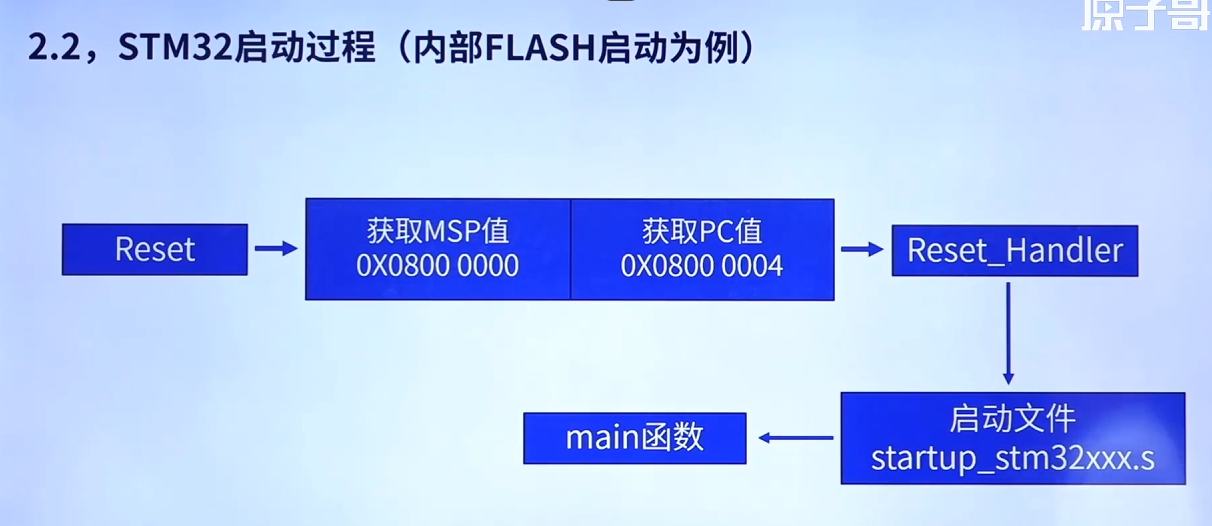 原子哥
2.2，STM32启动过程（内部FLASH启动为例）
Reset
获取MSP值
0X0800 0000
获取PC值
0X0800 0004
Reset_Handler
启动文件
startup_stm32xxx.s
main函数